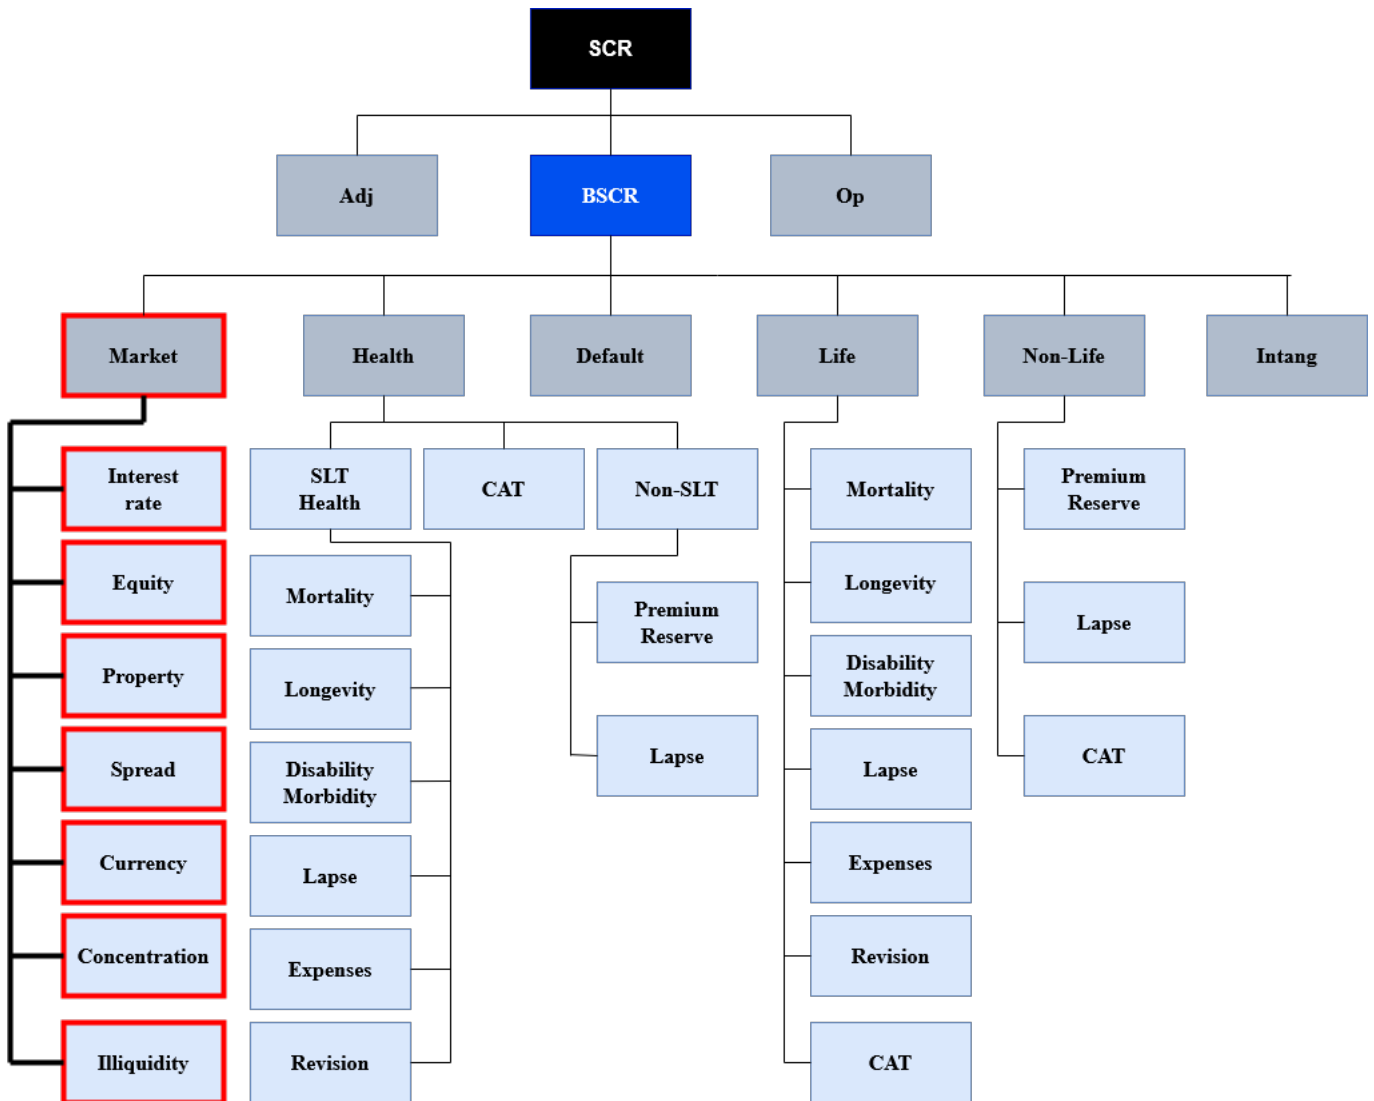 SCR
Adj
BSCR
Op
Market
Health
Default
Life
Non-Life
Intang
Interest
rate
Equity
Property
Spread
Currency
Concentration
Illiquidity
SLT
Health
CAT
Non-SLT
Mortality
Longevity
Disability
Morbidity
Lapse
Expenses
Revision
Premium
Reserve
Lapse
Mortality
Longevity
Disability
Morbidity
Lapse
Expenses
Revision
CAT
Premium
Reserve
Lapse
CAT